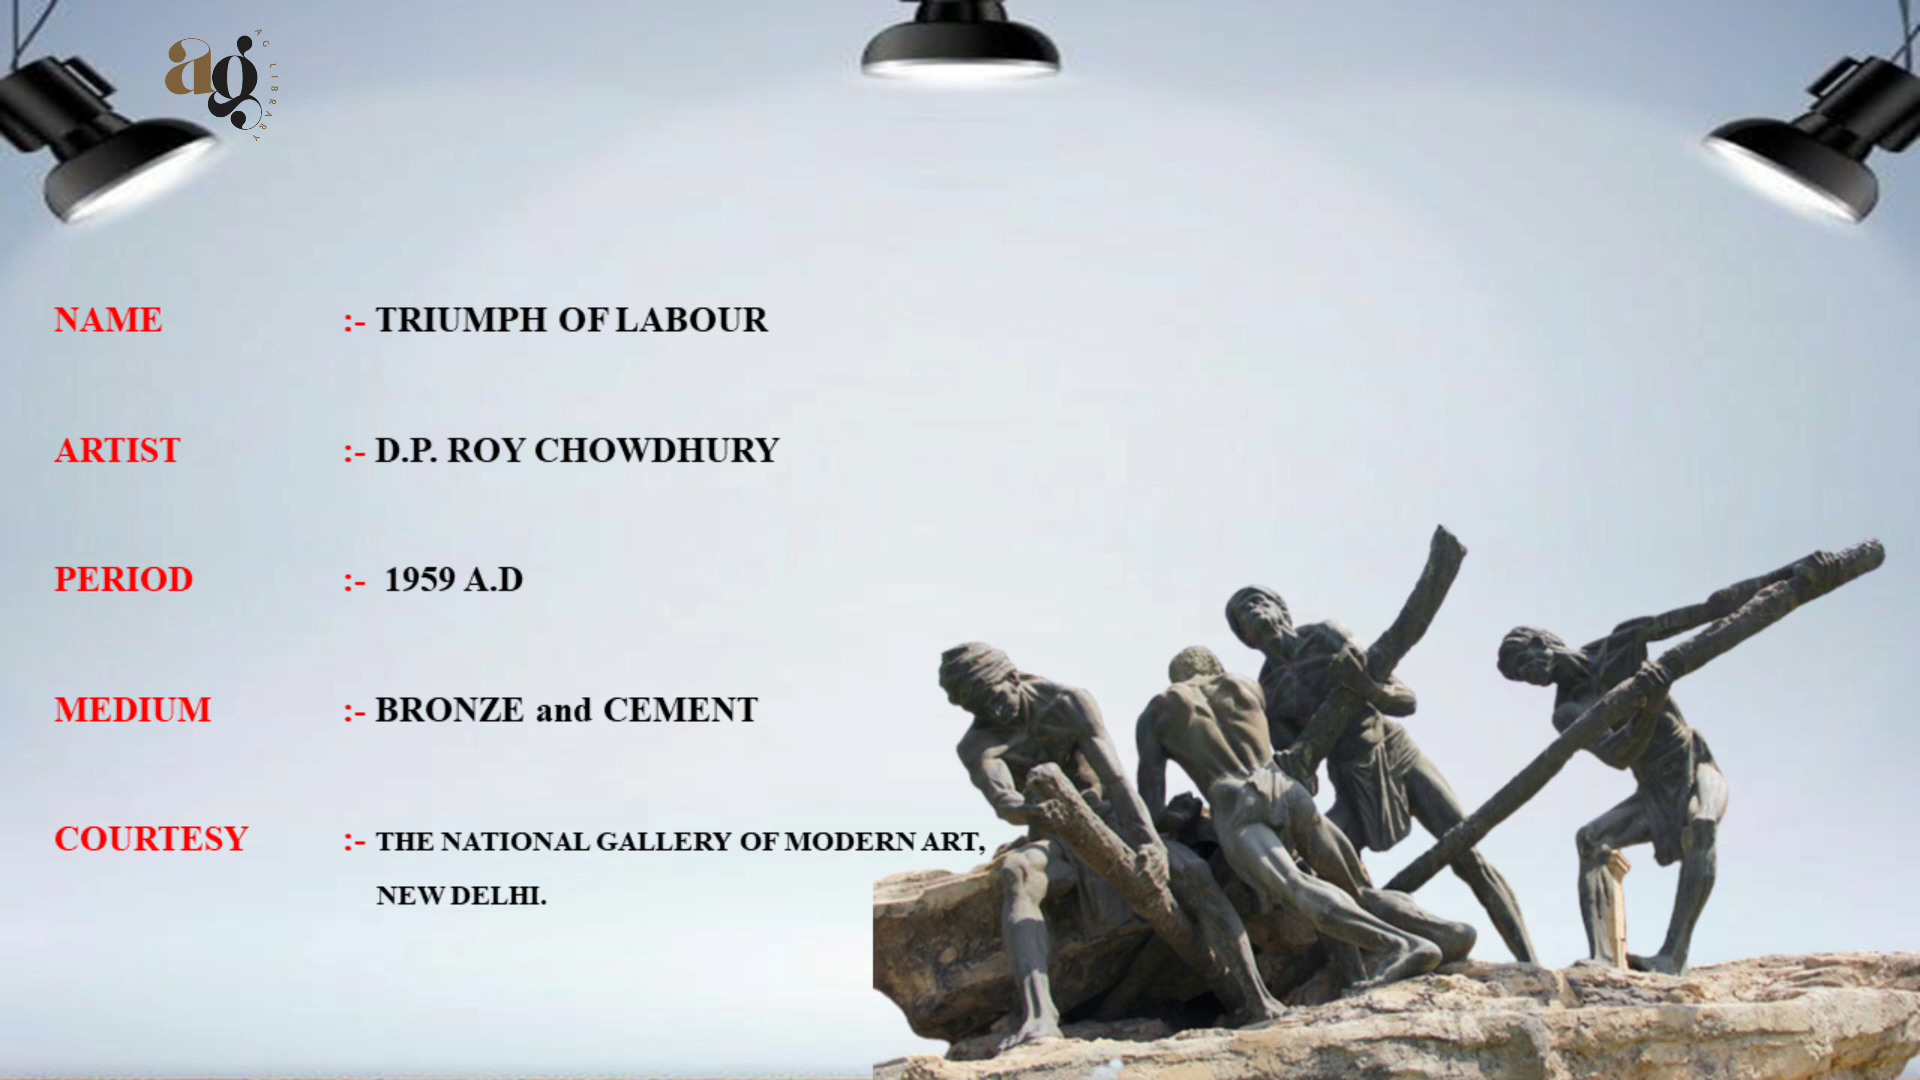 ag
AG LIBRARY
NAME :- TRIUMPH OF LABOUR
ARTIST :- D.P. ROY CHOWDHURY
PERIOD :- 1959 A.D
MEDIUM :- BRONZE and CEMENT
COURTESY :- THE NATIONAL GALLERY OF MODERN ART,
NEW DELHI.